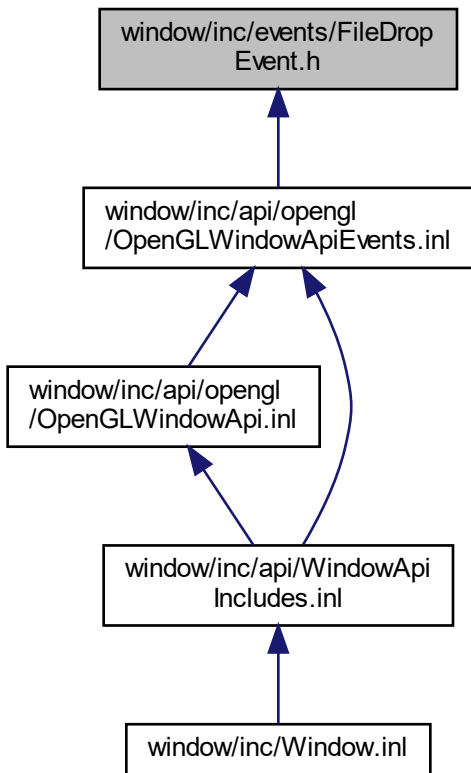 window/inc/events/FileDrop
Event.h
window/inc/api/opengl
/OpenGLWindowApiEvents.inl
window/inc/api/opengl
/OpenGLWindowApi.inl
window/inc/api/WindowApi
Includes.inl
window/inc/Window.inl